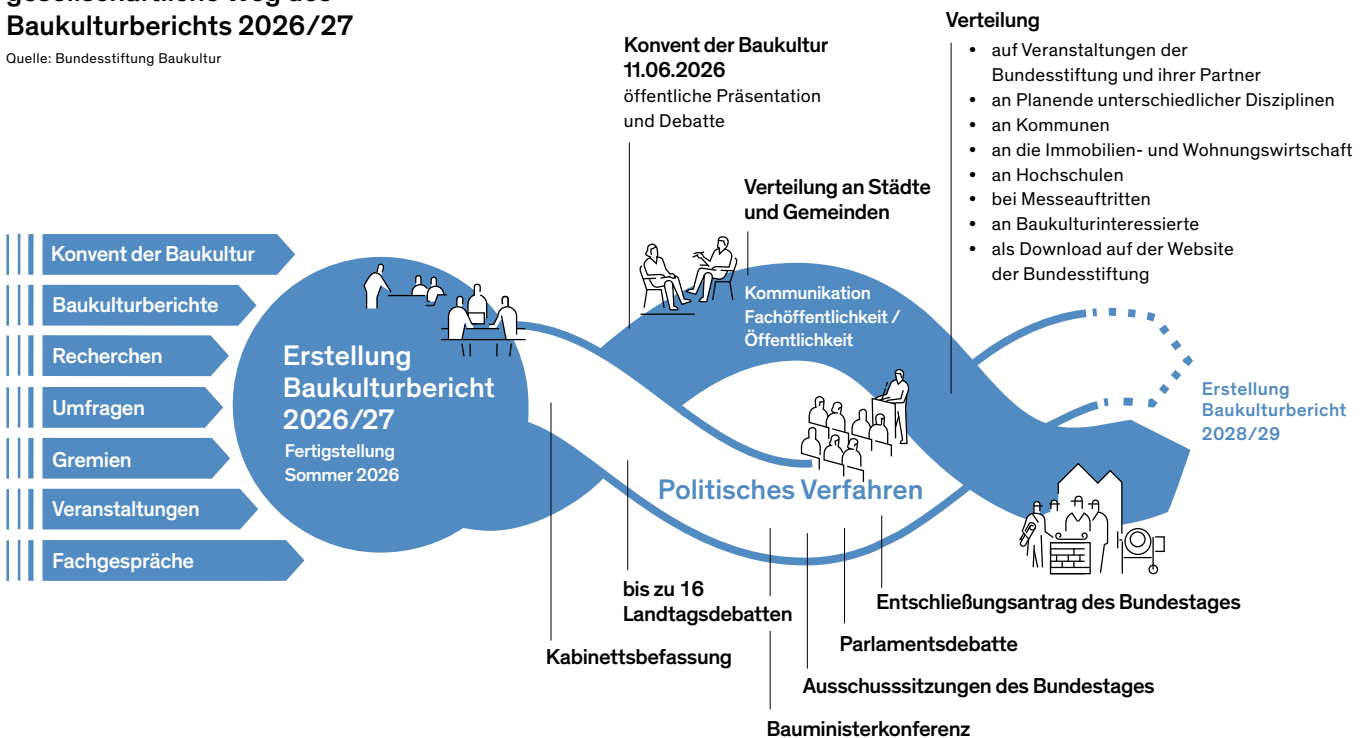 gesellschaftliche Weg des
Baukulturberichts 2026/27
Quelle: Bundesstiftung Baukultur
Konvent der Baukultur
Baukulturberichte
Recherchen
Umfragen
Gremien
Veranstaltungen
Fachgespräche
Erstellung
Baukulturbericht
2026/27
Fertigstellung
Sommer 2026
Konvent der Baukultur
11.06.2026
öffentliche Präsentation
und Debatte
Verteilung an Städte
und Gemeinden
Kommunikation
Fachöffentlichkeit /
Öffentlichkeit
Verteilung
• auf Veranstaltungen der
Bundesstiftung und ihrer Partner
• an Planende unterschiedlicher Disziplinen
• an Kommunen
• an die Immobilien- und Wohnungswirtschaft
• an Hochschulen
• bei Messeauftritten
• an Baukulturinteressierte
• als Download auf der Website
der Bundesstiftung
Erstellung
Baukulturbericht
2028/29
Politisches Verfahren
Kabinettsbefassung
bis zu 16
Landtagsdebatten
Bauministerkonferenz
Ausschusssitzungen des Bundestages
Parlamentsdebatte
Entschließungsantrag des Bundestages